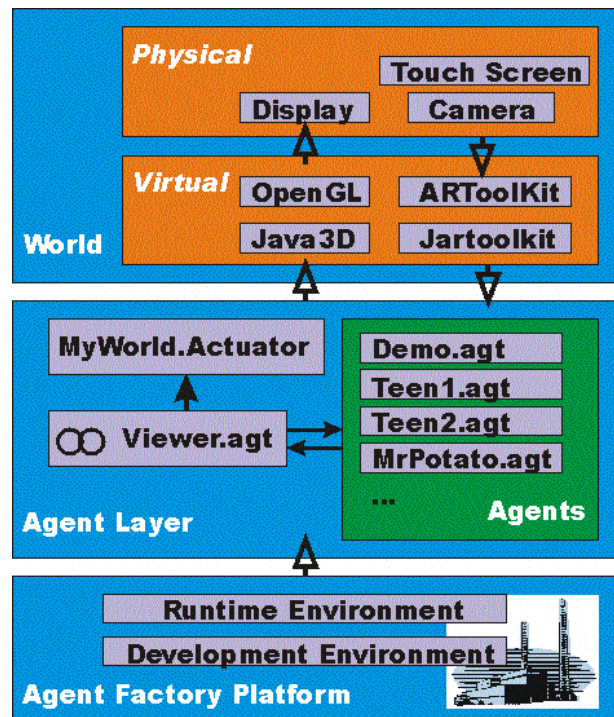 Physical
Touch Screen
Display
Camera
Virtual
OpenGL
ARToolKit
Java3D
Jartoolkit
World
MyWorld.Actuator
Demo.agt
Teen1.agt
Teen2.agt
Viewer.agt
MrPotato.agt
...
Agents
Agent Layer
Runtime Environment
Development Environment
Agent Factory Platform